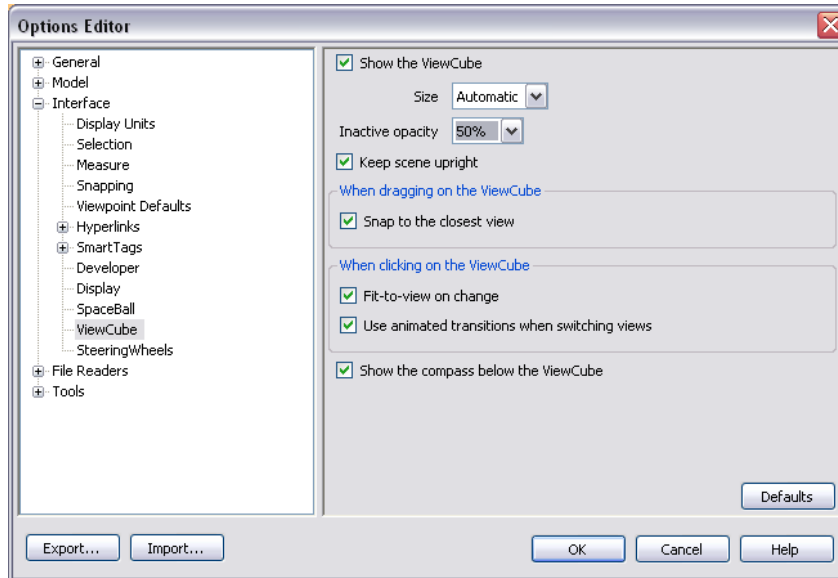 Options Editor
General
Model
Interface
Display Units
Selection
Measure
Snapping
Viewpoint Defaults
Hyperlinks
SmartTags
Developer
Display
SpaceBall
ViewCube
SteeringWheels
File Readers
Tools
Show the ViewCube
Size Automatic
Inactive opacity 50%
Keep scene upright
When dragging on the ViewCube
Snap to the closest view
When clicking on the ViewCube
Fit-to-view on change
Use animated transitions when switching views
Show the compass below the ViewCube
Defaults
Export... Import... OK Cancel Help